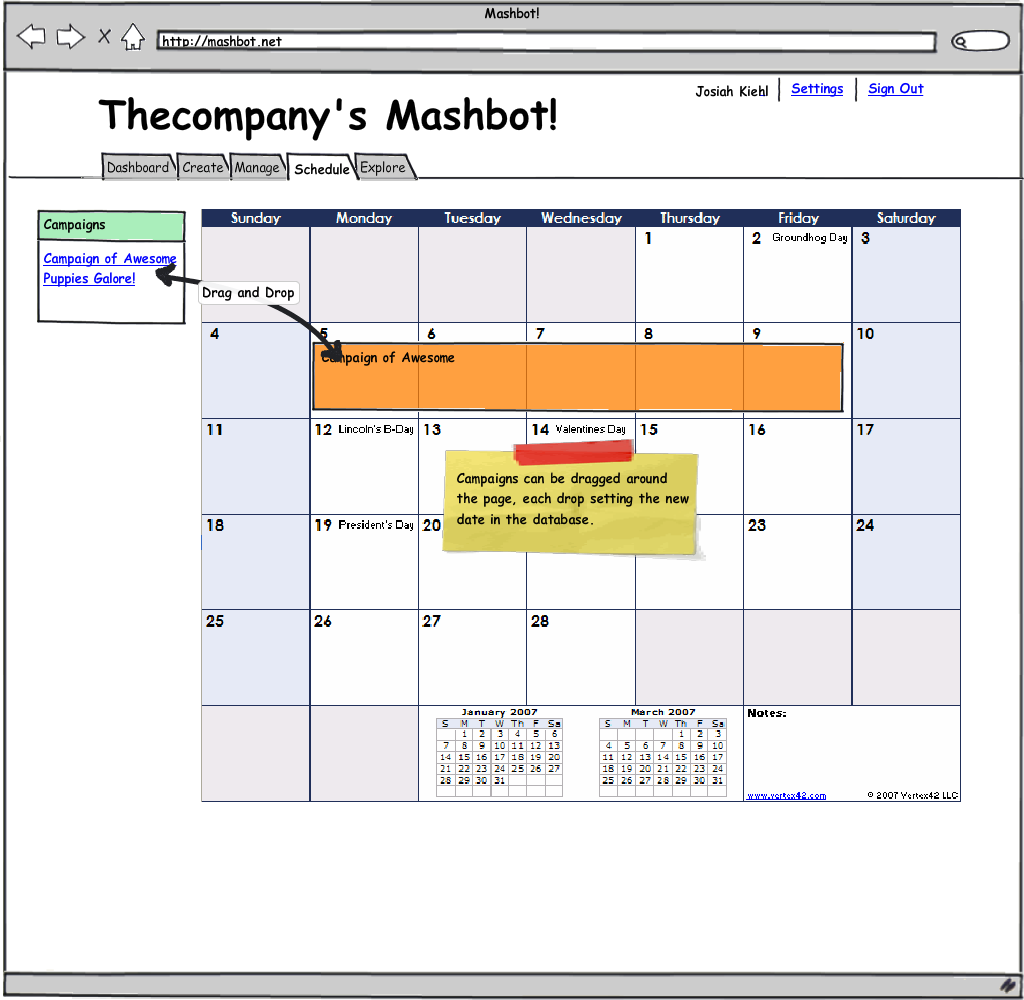 Mashbot!
http://mashbot.net
Josiah Kiehl
Settings
Sign Out
Thecompany's Mashbot!
Dashboard
Create
Manage
Schedule
Explore
Campaigns
Campaign of Awesome
Puppies Galore!
Drag and Drop
Sunday Monday Tuesday Wednesday Thursday Friday Saturday
1 2 Groundhog Day 3
4 5 6 7 8 9 10
Campaign of Awesome
11 12 Lincoln's B-Day 13 14 Valentines Day 15 16 17
Campaigns can be dragged around
the page, each drop setting the new
date in the database.
18 19 President's Day 20 23 24
25 26 27 28
January 2007
S M T W Th F Sa
1 2 3 4 5 6
7 8 9 10 11 12 13
14 15 16 17 18 19 20
21 22 23 24 25 26 27
28 29 30 31
March 2007
S M T W Th F Sa
1 2 3
4 5 6 7 8 9 10
11 12 13 14 15 16 17
18 19 20 21 22 23 24
25 26 27 28 29 30 31
Notes:
www.vertex42.com
© 2007 Vertex42 LLC